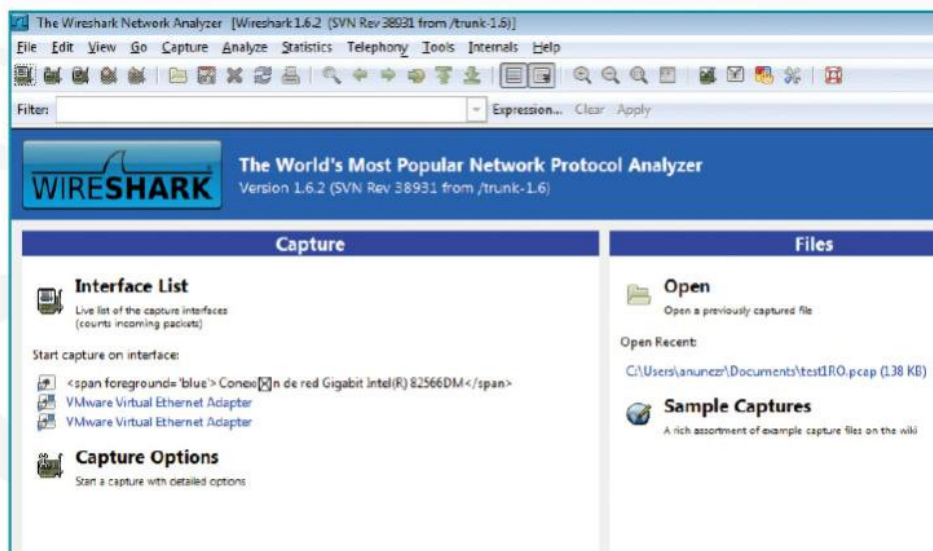 The Wireshark Network Analyzer [Wireshark 1.6.2 (SVN Rev 38931 from /trunk-1.6)]
File Edit View Go Capture Analyze Statistics Telephony Tools Internals Help
Filter: Expression... Clear Apply
WIRESHARK
The World's Most Popular Network Protocol Analyzer
Version 1.6.2 (SVN Rev 38931 from /trunk-1.6)
Capture
Interface List
Live list of the capture interfaces
(counts incoming packets)
Start capture on interface:
<span foreground='blue'> Conexi n de red Gigabit Intel(R) 82566DM</span>
VMware Virtual Ethernet Adapter
VMware Virtual Ethernet Adapter
Capture Options
Start a capture with detailed options
Files
Open
Open a previously captured file
Open Recent:
C:\Users\anunezr\Documents\test1RO.pcap (138 KB)
Sample Captures
A rich assortment of example capture files on the wiki